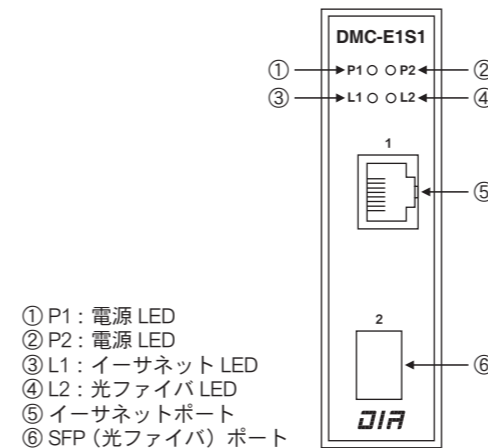 DMC-E1S1
① P1 P2 ②
③ L1 L2 ④
1
⑤
2
⑥
DIA
① P1:電源 LED
② P2:電源 LED
③ L1:イーサネット LED
④ L2:光ファイバ LED
⑤ イーサネットポート
⑥ SFP(光ファイバ)ポート